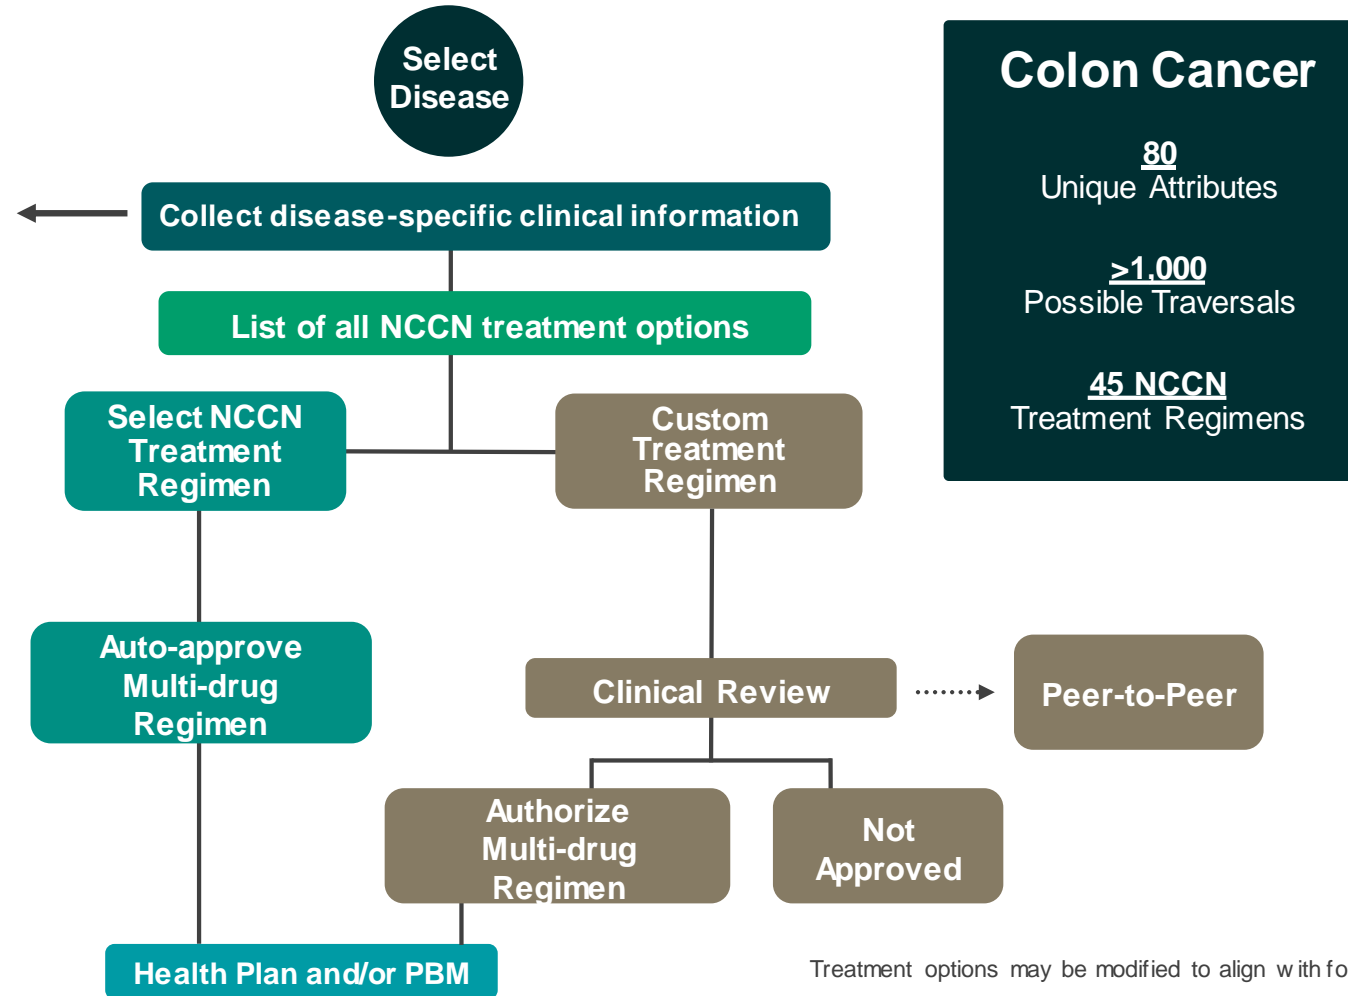 Select
Disease
Colon Cancer
80
Unique Attributes
>1,000
Possible Traversals
45 NCCN
Treatment Regimens
Collect disease-specific clinical information
List of all NCCN treatment options
Select NCCN
Treatment
Regimen
Custom
Treatment
Regimen
Auto-approve
Multi-drug
Regimen
Clinical Review
Peer-to-Peer
Authorize
Multi-drug
Regimen
Not
Approved
Health Plan and/or PBM
Treatment options may be modified to align with fo